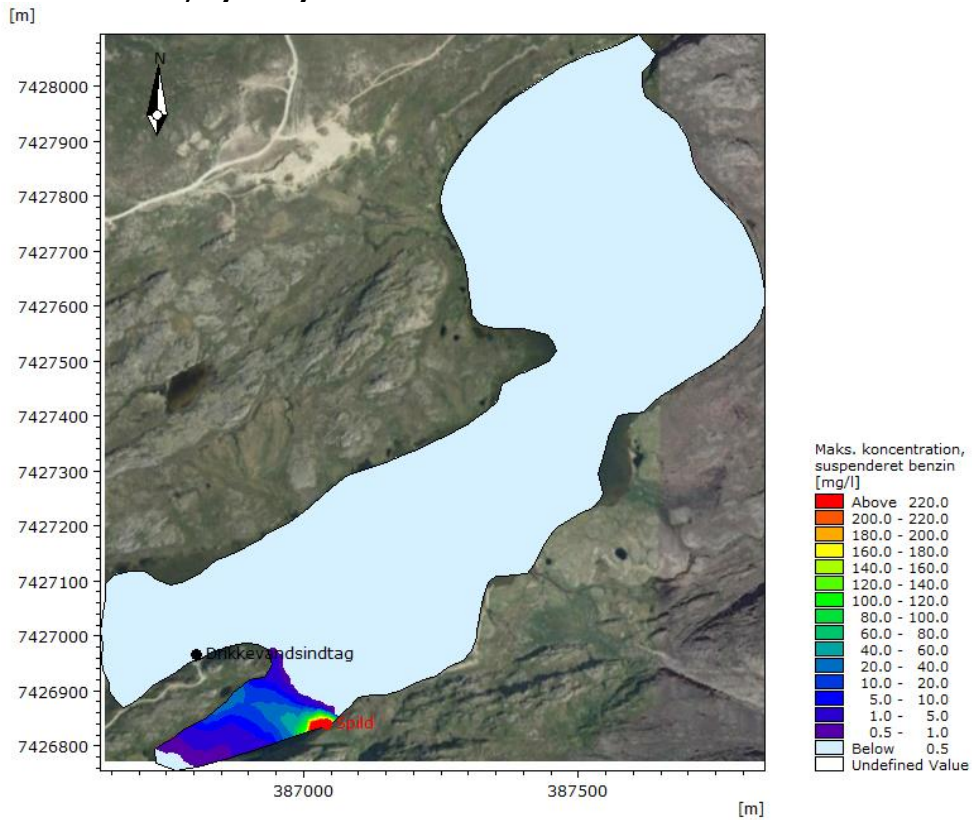 [m]
N
7428000
7427900
7427800
7427700
7427600
7427500
7427400
7427300
7427200
7427100
7427000
7426900
7426800
Drikkevandsindtag
Spild
387000
387500
[m]
Maks. koncentration,
suspenderet benzin
[mg/l]
Above 220.0
200.0 - 220.0
180.0 - 200.0
160.0 - 180.0
140.0 - 160.0
120.0 - 140.0
100.0 - 120.0
80.0 - 100.0
60.0 - 80.0
40.0 - 60.0
20.0 - 40.0
10.0 - 20.0
5.0 - 10.0
1.0 - 5.0
0.5 - 1.0
Below 0.5
Undefined Value